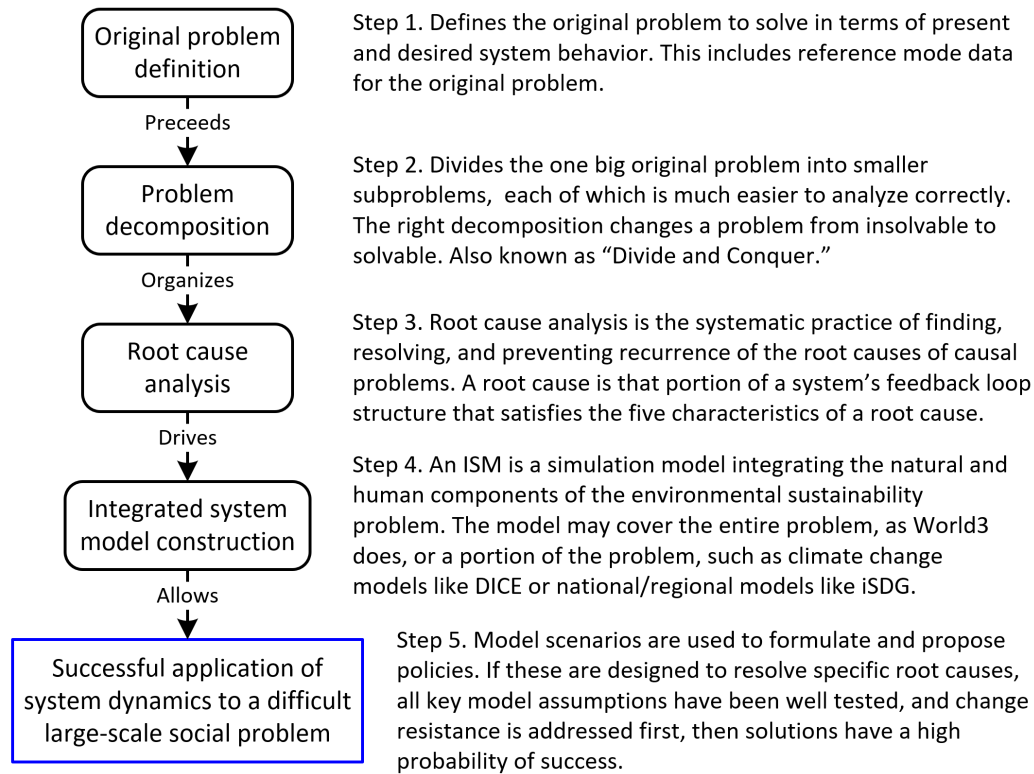 Original problem
definition
Step 1. Defines the original problem to solve in terms of present
and desired system behavior. This includes reference mode data
for the original problem.
Preceeds
Problem
decomposition
Step 2. Divides the one big original problem into smaller
subproblems,  each of which is much easier to analyze correctly.
The right decomposition changes a problem from insolvable to
solvable. Also known as “Divide and Conquer.”
Organizes
Root cause
analysis
Step 3. Root cause analysis is the systematic practice of finding,
resolving, and preventing recurrence of the root causes of causal
problems. A root cause is that portion of a system’s feedback loop
structure that satisfies the five characteristics of a root cause.
Drives
Integrated system
model construction
Step 4. An ISM is a simulation model integrating the natural and
human components of the environmental sustainability
problem. The model may cover the entire problem, as World3
does, or a portion of the problem, such as climate change
models like DICE or national/regional models like iSDG.
Allows
Successful application of
system dynamics to a difficult
large-scale social problem
Step 5. Model scenarios are used to formulate and propose
policies. If these are designed to resolve specific root causes,
all key model assumptions have been well tested, and change
resistance is addressed first, then solutions have a high
probability of success.